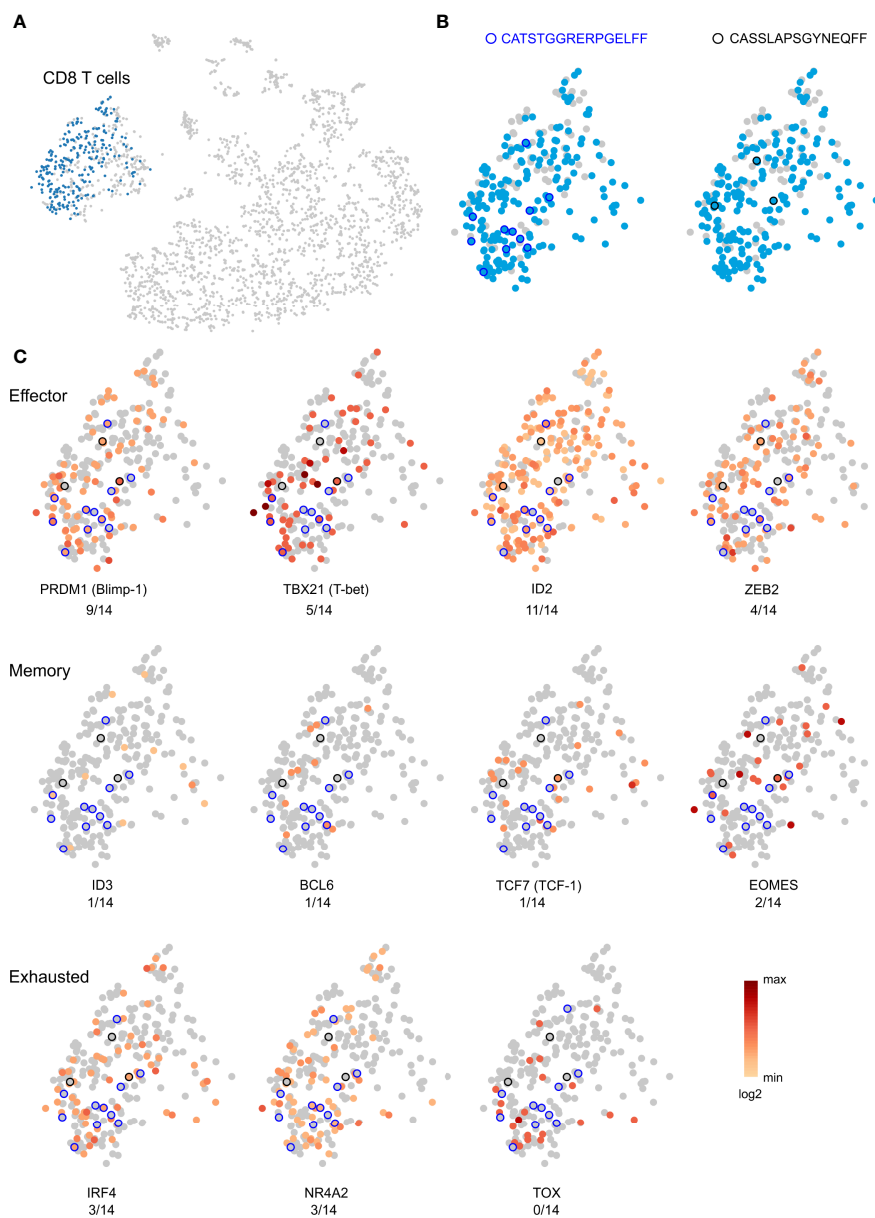 A
B
CATSTGGRERPGELFF
CASSLAPSGYNEQFF
CD8 T cells
C
Effector
PRDM1 (Blimp-1)
9/14
TBX21 (T-bet)
5/14
ID2
11/14
ZEB2
4/14
Memory
ID3
1/14
BCL6
1/14
TCF7 (TCF-1)
1/14
EOMES
2/14
Exhausted
max
min
log2
IRF4
3/14
NR4A2
3/14
TOX
0/14